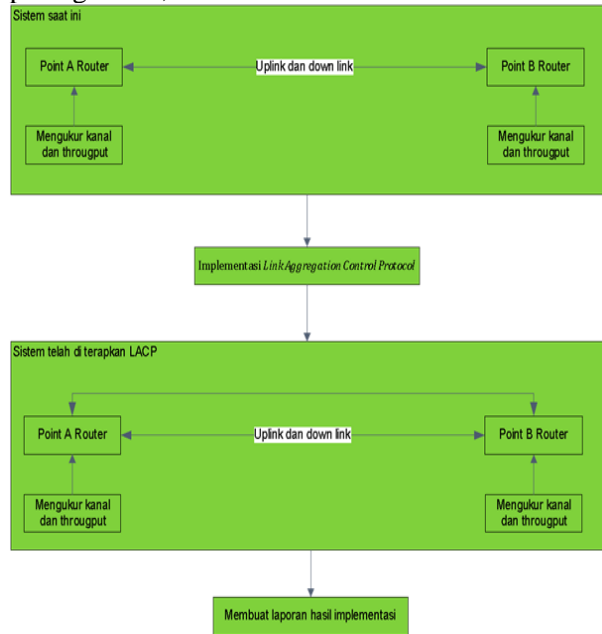 Sistem saat ini
Point A Router
Uplink dan down link
Point B Router
Mengukur kanal
dan througput
Mengukur kanal
dan througput
Implementasi Link Aggregation Control Protocol
Sistem telah di terapkan LACP
Point A Router
Uplink dan down link
Point B Router
Mengukur kanal
dan througput
Mengukur kanal
dan througput
Membuat laporan hasil implementasi